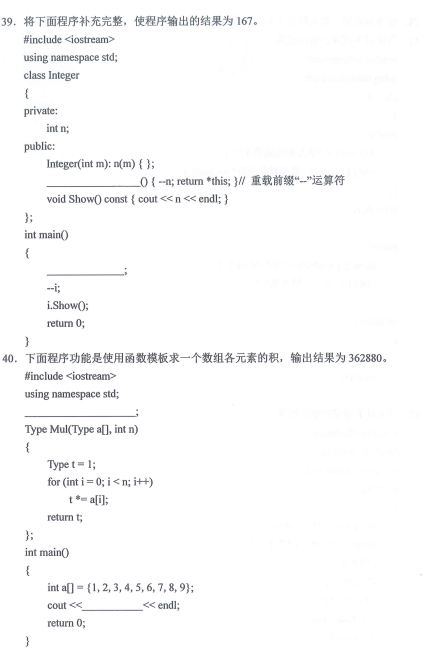 39．将下面程序补充完整，使程序输出的结果为 167。
#include <iostream>
using namespace std;
class Integer
{
private:
int n;
public:
Integer(int m): n(m) { };
____________() { --n; return *this; }// 重载前缀“--”运算符
void Show() const { cout << n << endl; }
};
int main()
{
____________;
--i;
i.Show();
return 0;
}
40．下面程序功能是使用函数模板求一个数组各元素的积，输出结果为 362880。
#include <iostream>
using namespace std;
________________;
Type Mul(Type a[], int n)
{
Type t = 1;
for (int i = 0; i < n; i++)
t *= a[i];
return t;
};
int main()
{
int a[] = {1, 2, 3, 4, 5, 6, 7, 8, 9};
cout <<__________<< endl;
return 0;
}